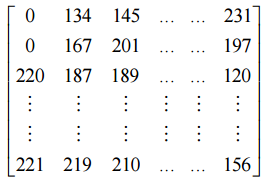 0 134 145 ... ... 231
0 167 201 ... ... 197
220 187 189 ... ... 120
⋮ ⋮ ⋮ ⋮ ⋮ ⋮
⋮ ⋮ ⋮ ⋮ ⋮ ⋮
221 219 210 ... ... 156